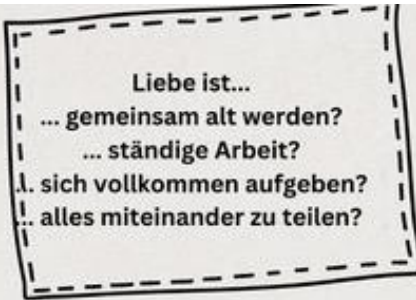 Liebe ist...
... gemeinsam alt werden?
... ständige Arbeit?
... sich vollkommen aufgeben?
... alles miteinander zu teilen?